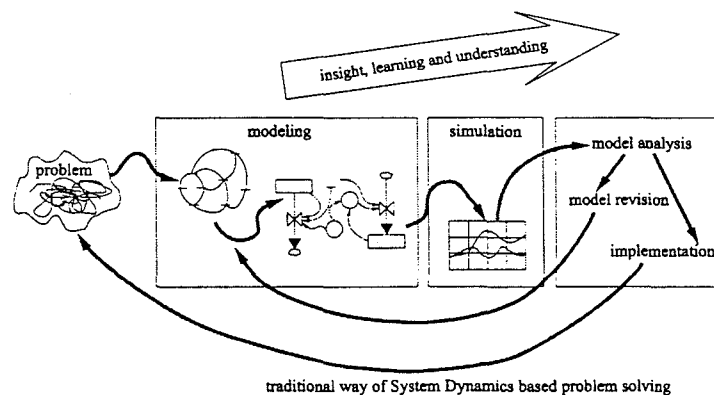 insight, learning and understanding
modeling
simulation
problem
model analysis
model revision
implementation
traditional way of System Dynamics based problem solving